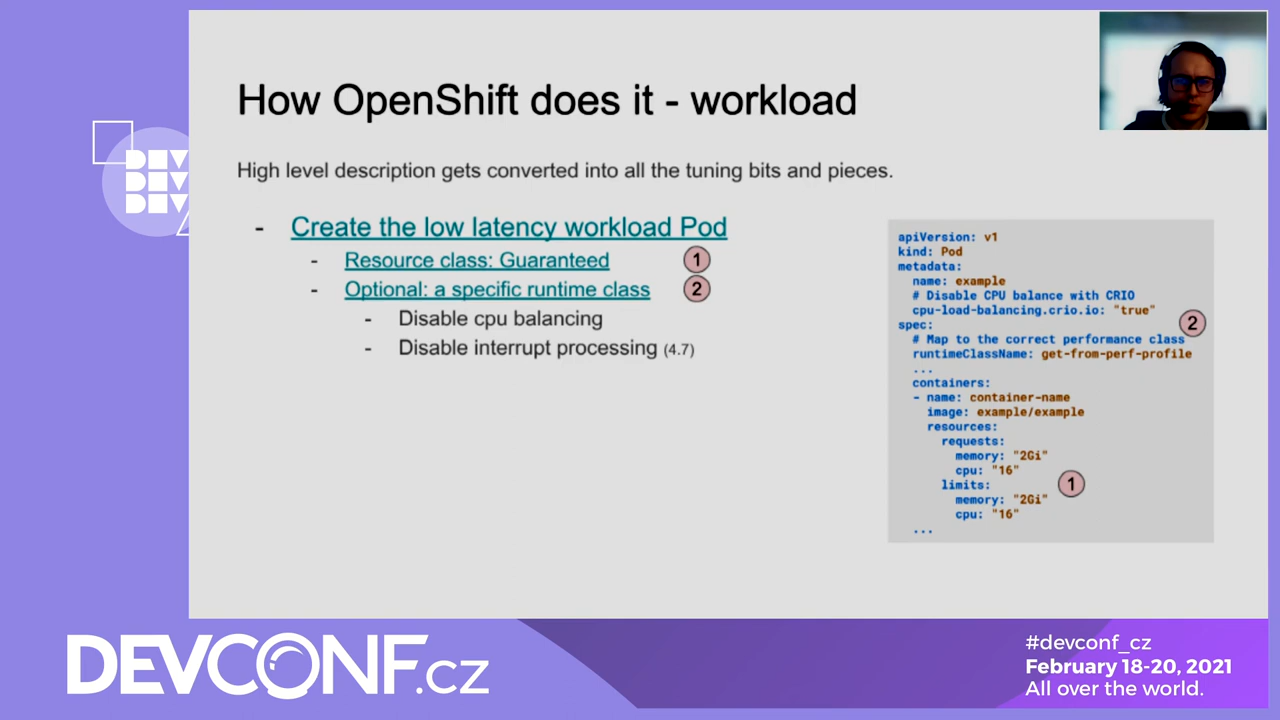 How OpenShift does it - workload
High level description gets converted into all the tuning bits and pieces.
- Create the low latency workload Pod
- Resource class: Guaranteed 1
- Optional: a specific runtime class 2
- Disable cpu balancing
- Disable interrupt processing (4.7)
apiVersion: v1
kind: Pod
metadata:
name: example
# Disable CPU balance with CRIO
cpu-load-balancing.crio.io: "true"
2
spec:
# Map to the correct performance class
runtimeClassName: get-from-perf-profile
...
containers:
- name: container-name
image: example/example
resources:
requests:
memory: "2Gi"
cpu: "16"
limits: 1
memory: "2Gi"
cpu: "16"
...
DEV
DEV
DEV
DEVCONF.CZ
#devconf_cz
February 18-20, 2021
All over the world.